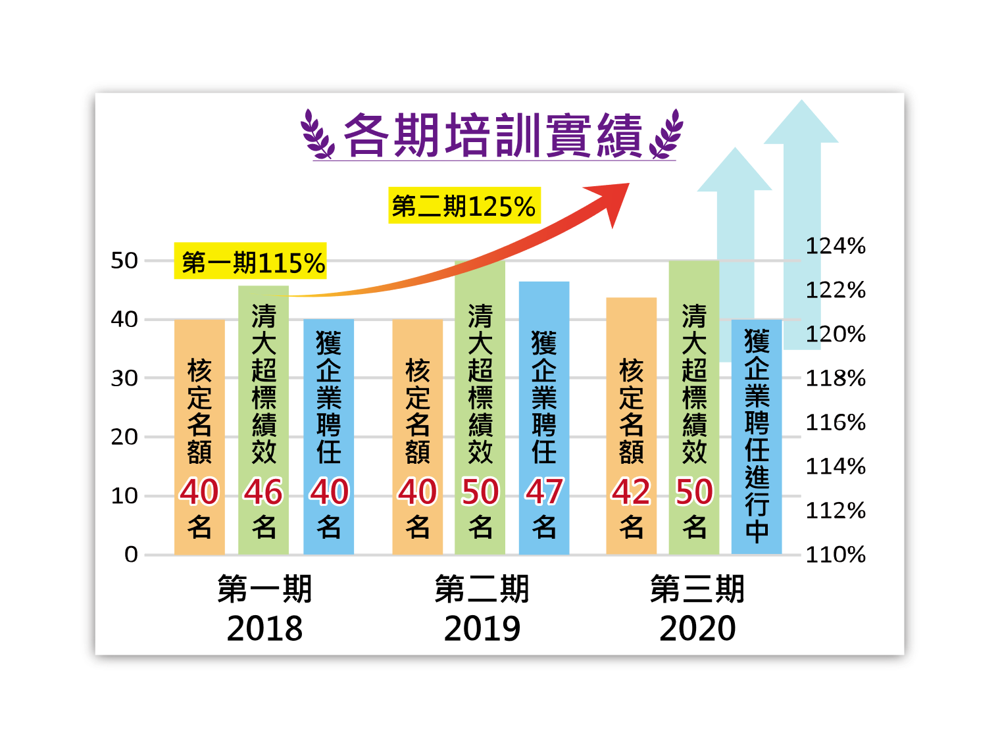 各期培訓實績
第二期125%
第一期115%
50
40
30
20
10
0
124%
122%
120%
118%
116%
114%
112%
110%
核定名額
40
名
清大超標績效
46
名
獲企業聘任
40
名
核定名額
40
名
清大超標績效
50
名
獲企業聘任
47
名
核定名額
42
名
清大超標績效
50
名
獲企業聘任進行中
第一期
2018
第二期
2019
第三期
2020